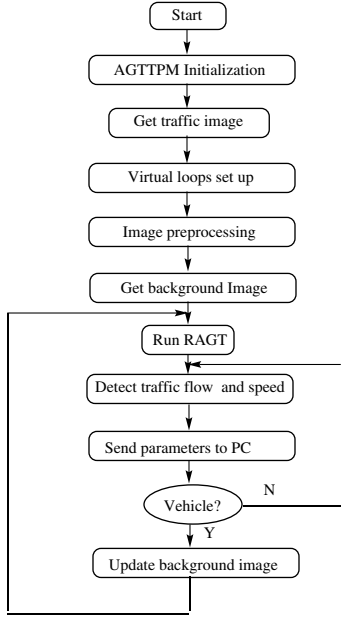 Start
AGTTPM Initialization
Get traffic image
Virtual loops set up
Image preprocessing
Get background Image
Run RAGT
Detect traffic flow and speed
Send parameters to PC
Vehicle?
N
Y
Update background image